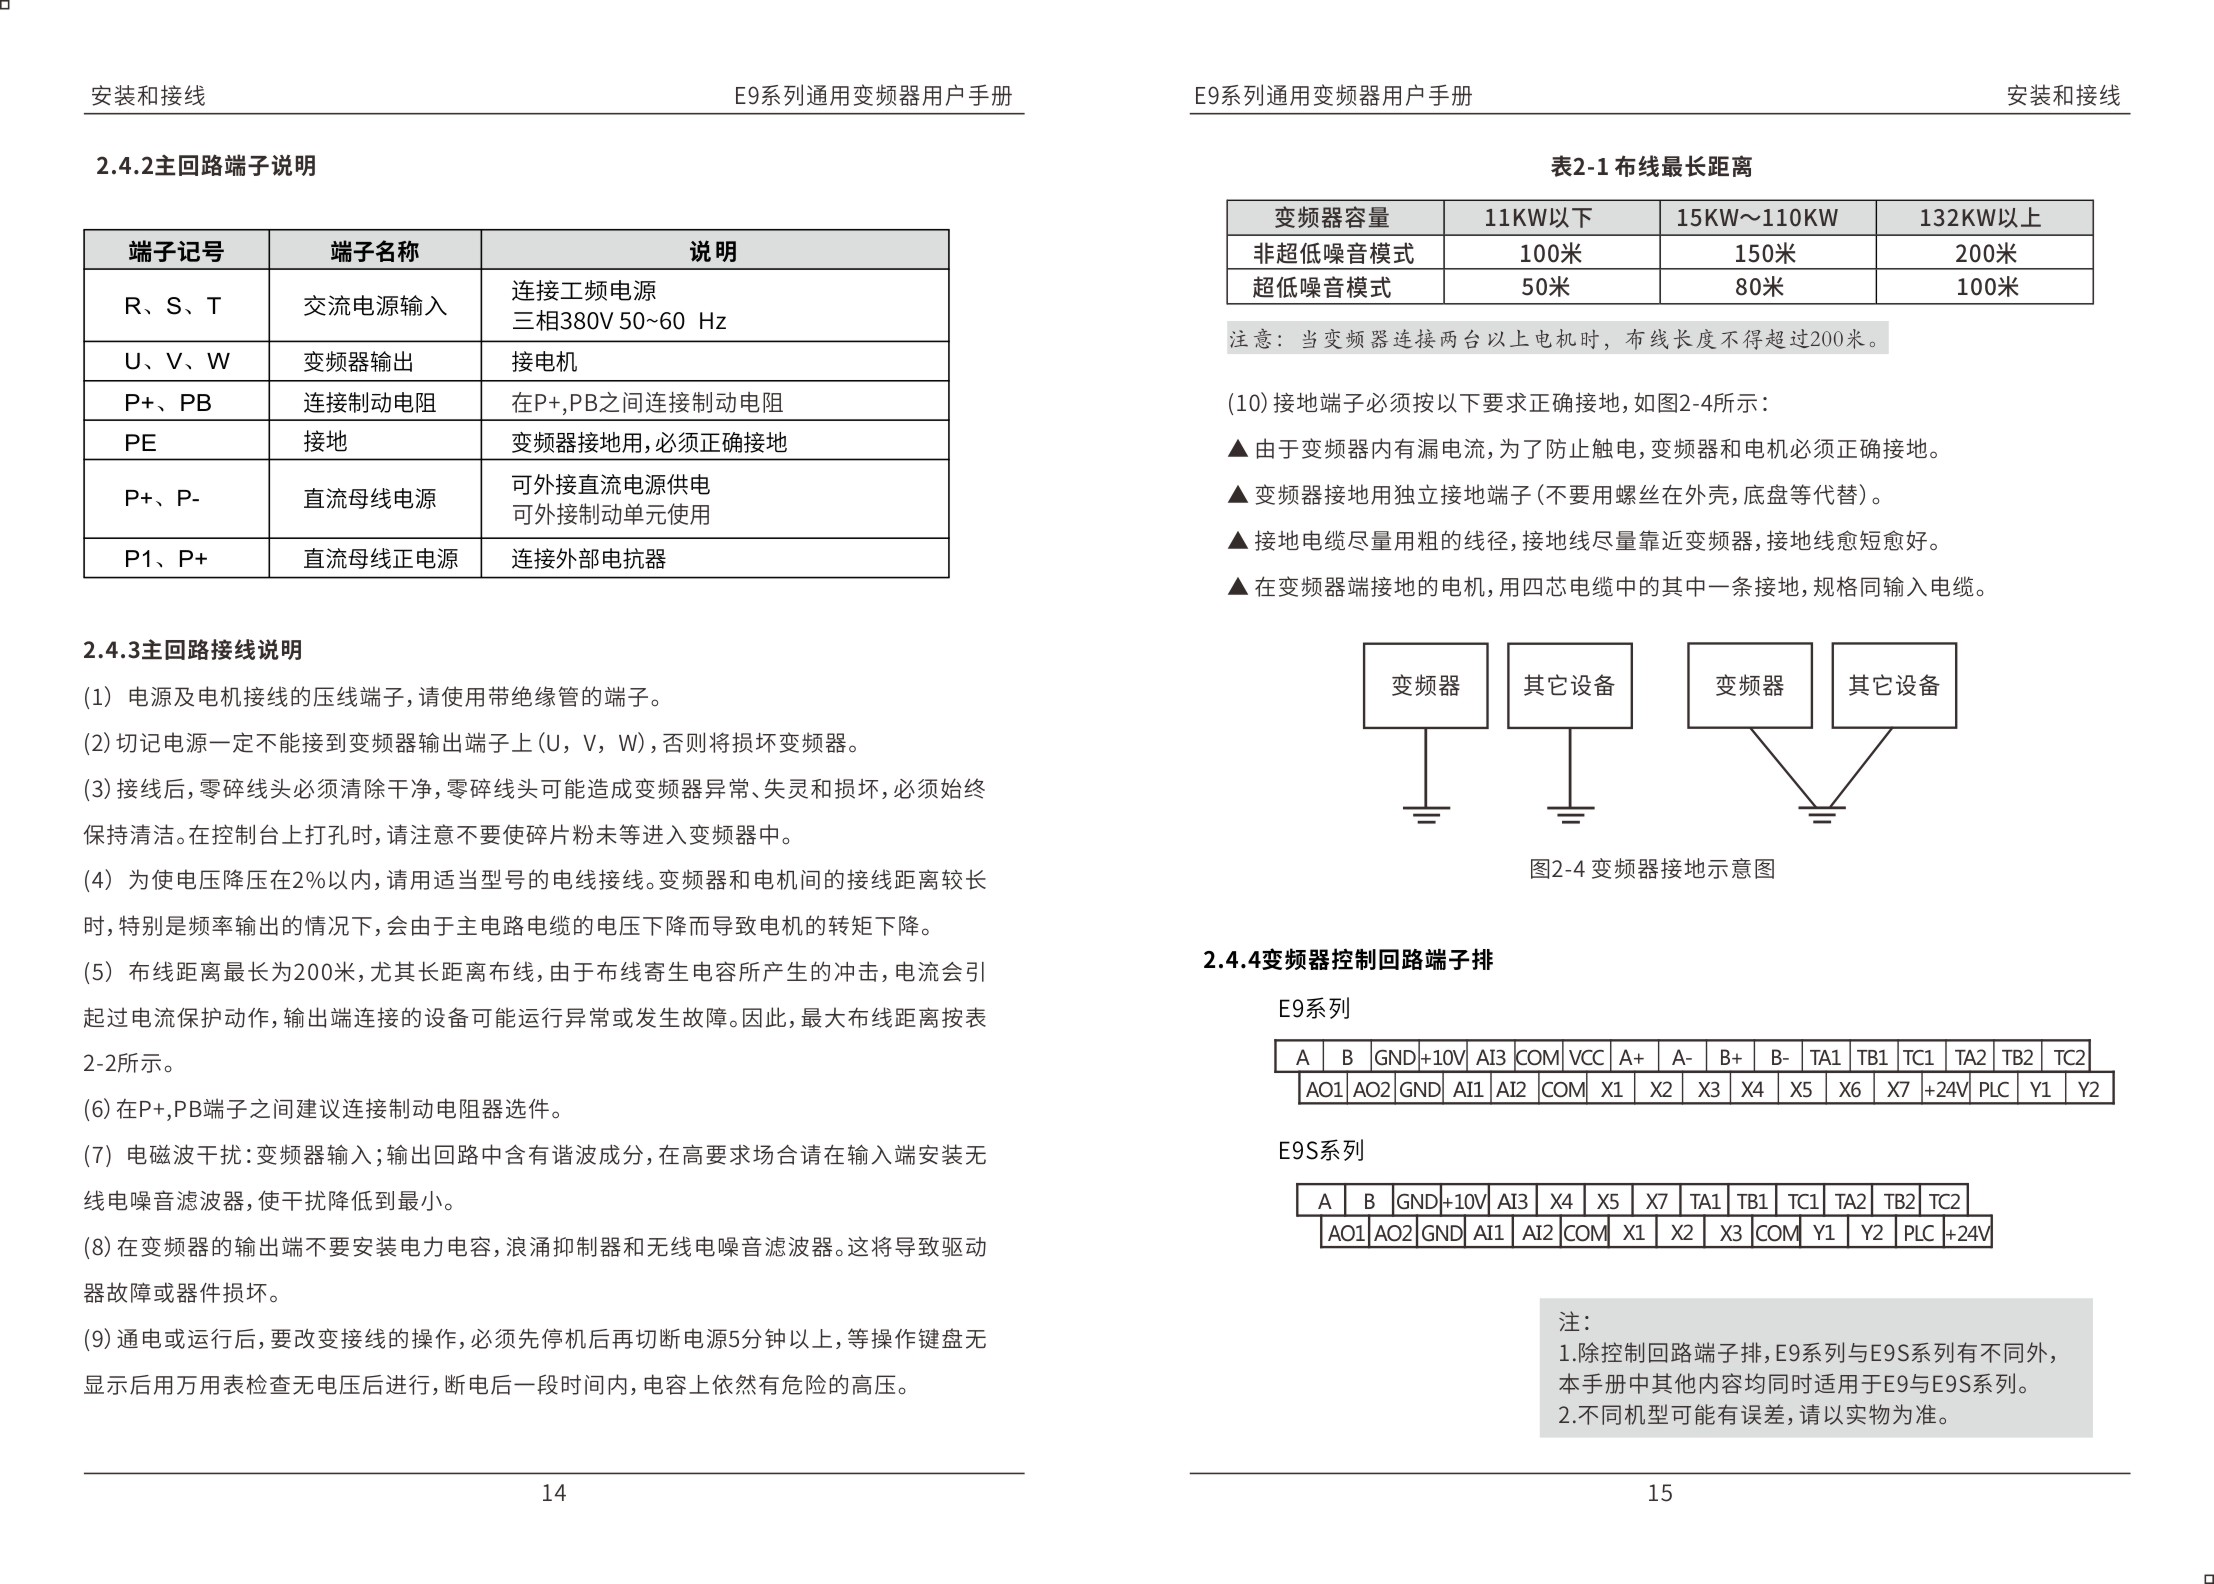 安装和接线 E9系列通用变频器用户手册
2.4.2主回路端子说明
端子记号 端子名称 说明
R、S、T 交流电源输入 连接工频电源
三相380V 50~60 Hz
U、V、W 变频器输出 接电机
P+、PB 连接制动电阻 在P+,PB之间连接制动电阻
PE 接地 变频器接地用,必须正确接地
P+、P- 直流母线电源 可外接直流电源供电
可外接制动单元使用
P1、P+ 直流母线正电源 连接外部电抗器
2.4.3主回路接线说明
(1) 电源及电机接线的压线端子,请使用带绝缘管的端子。
(2)切记电源一定不能接到变频器输出端子上(U，V，W),否则将损坏变频器。
(3)接线后,零碎线头必须清除干净,零碎线头可能造成变频器异常、失灵和损坏,必须始终
保持清洁。在控制台上打孔时,请注意不要使碎片粉未等进入变频器中。
(4) 为使电压降压在2%以内,请用适当型号的电线接线。变频器和电机间的接线距离较长
时,特别是频率输出的情况下,会由于主电路电缆的电压下降而导致电机的转矩下降。
(5) 布线距离最长为200米,尤其长距离布线,由于布线寄生电容所产生的冲击,电流会引
起过电流保护动作,输出端连接的设备可能运行异常或发生故障。因此,最大布线距离按表
2-2所示。
(6)在P+,PB端子之间建议连接制动电阻器选件。
(7) 电磁波干扰:变频器输入;输出回路中含有谐波成分,在高要求场合请在输入端安装无
线电噪音滤波器,使干扰降低到最小。
(8)在变频器的输出端不要安装电力电容,浪涌抑制器和无线电噪音滤波器。这将导致驱动
器故障或器件损坏。
(9)通电或运行后,要改变接线的操作,必须先停机后再切断电源5分钟以上,等操作键盘无
显示后用万用表检查无电压后进行,断电后一段时间内,电容上依然有危险的高压。
14
E9系列通用变频器用户手册 安装和接线
表2-1 布线最长距离
变频器容量 11KW以下 15KW～110KW 132KW以上
非超低噪音模式 100米 150米 200米
超低噪音模式 50米 80米 100米
注意：当变频器连接两台以上电机时，布线长度不得超过200米。
(10)接地端子必须按以下要求正确接地,如图2-4所示:
▲ 由于变频器内有漏电流,为了防止触电,变频器和电机必须正确接地。
▲ 变频器接地用独立接地端子(不要用螺丝在外壳,底盘等代替)。
▲ 接地电缆尽量用粗的线径,接地线尽量靠近变频器,接地线愈短愈好。
▲ 在变频器端接地的电机,用四芯电缆中的其中一条接地,规格同输入电缆。
变频器 其它设备 变频器 其它设备
图2-4 变频器接地示意图
2.4.4变频器控制回路端子排
E9系列
A B GND +10V AI3 COM VCC A+ A- B+ B- TA1 TB1 TC1 TA2 TB2 TC2
AO1 AO2 GND AI1 AI2 COM X1 X2 X3 X4 X5 X6 X7 +24V PLC Y1 Y2
E9S系列
A B GND +10V AI3 X4 X5 X7 TA1 TB1 TC1 TA2 TB2 TC2
AO1 AO2 GND AI1 AI2 COM X1 X2 X3 COM Y1 Y2 PLC +24V
注:
1.除控制回路端子排,E9系列与E9S系列有不同外,
本手册中其他内容均同时适用于E9与E9S系列。
2.不同机型可能有误差,请以实物为准。
15